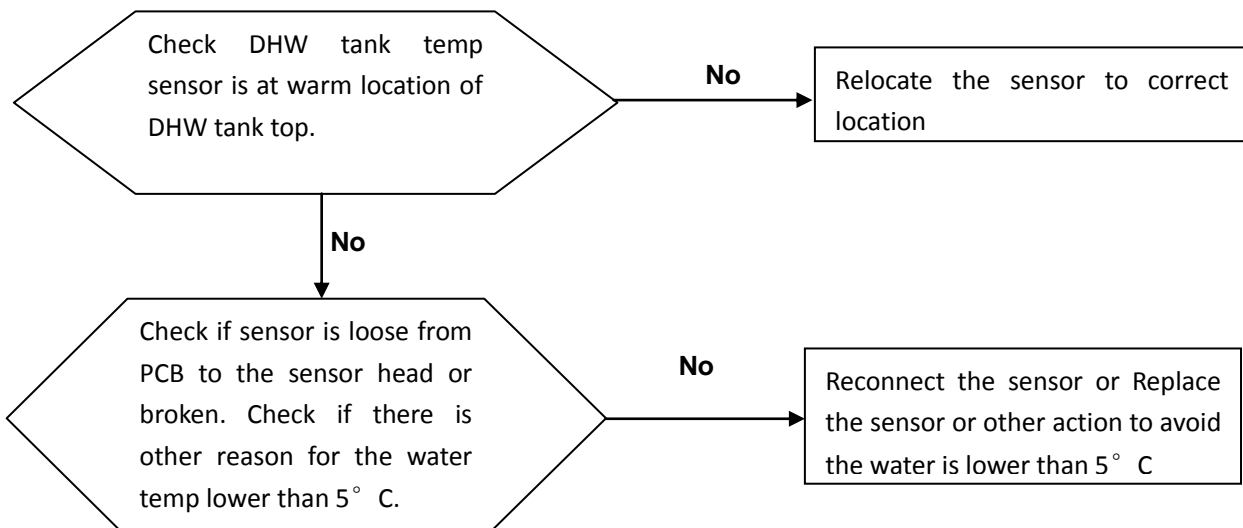 Check DHW tank temp
sensor is at warm location of
DHW tank top.
No
Relocate the sensor to correct
location
No
Check if sensor is loose from
PCB to the sensor head or
broken. Check if there is
other reason for the water
temp lower than 5° C.
No
Reconnect the sensor or Replace
the sensor or other action to avoid
the water is lower than 5° C